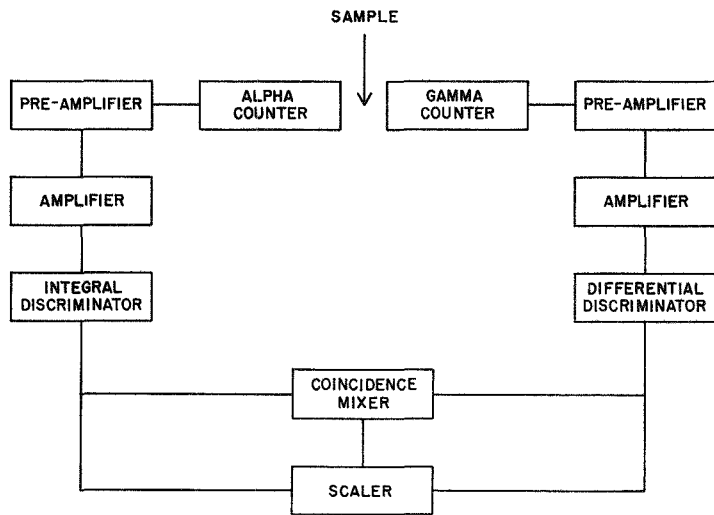 SAMPLE
PRE-AMPLIFIER
ALPHA
COUNTER
GAMMA
COUNTER
PRE-AMPLIFIER
AMPLIFIER
AMPLIFIER
INTEGRAL
DISCRIMINATOR
DIFFERENTIAL
DISCRIMINATOR
COINCIDENCE
MIXER
SCALER